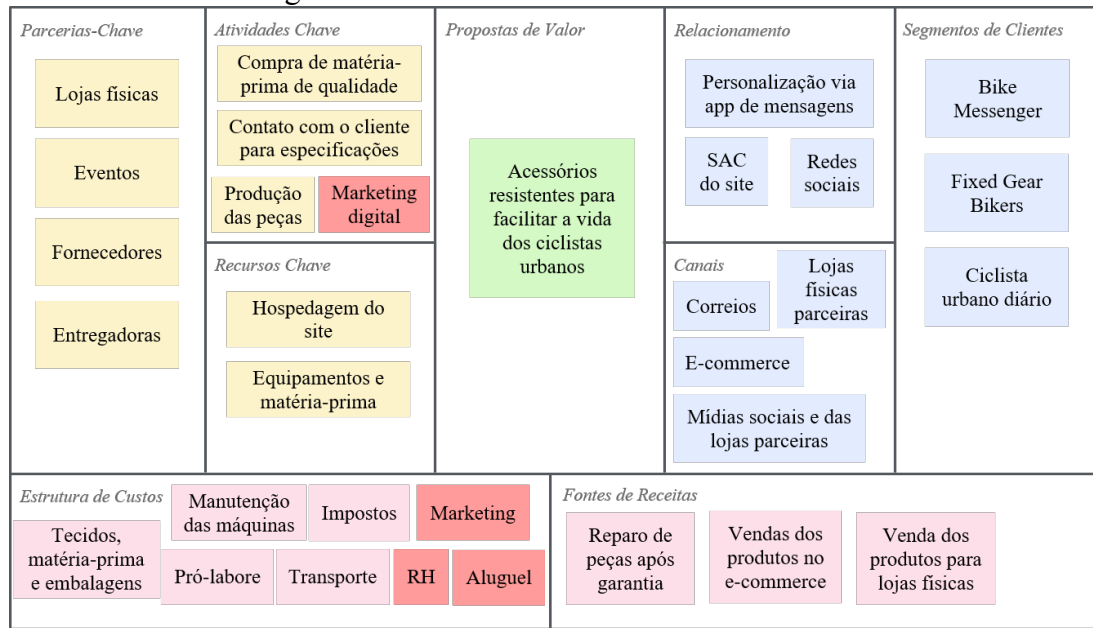 Parcerias-Chave
Lojas físicas
Eventos
Fornecedores
Entregadoras
Atividades Chave
Compra de matéria-
prima de qualidade
Contato com o cliente
para especificações
Produção
das peças
Marketing
digital
Recursos Chave
Hospedagem do
site
Equipamentos e
matéria-prima
Propostas de Valor
Acessórios
resistentes para
facilitar a vida
dos ciclistas
urbanos
Relacionamento
Personalização via
app de mensagens
SAC
do site
Redes
sociais
Canais
Correios
Lojas
físicas
parceiras
E-commerce
Mídias sociais e das
lojas parceiras
Segmentos de Clientes
Bike
Messenger
Fixed Gear
Bikers
Ciclista
urbano diário
Estrutura de Custos
Tecidos,
matéria-prima
e embalagens
Manutenção
das máquinas
Impostos
Marketing
Pró-labore
Transporte
RH
Aluguel
Fontes de Receitas
Reparo de
peças após
garantia
Vendas dos
produtos no
e-commerce
Venda dos
produtos para
lojas físicas